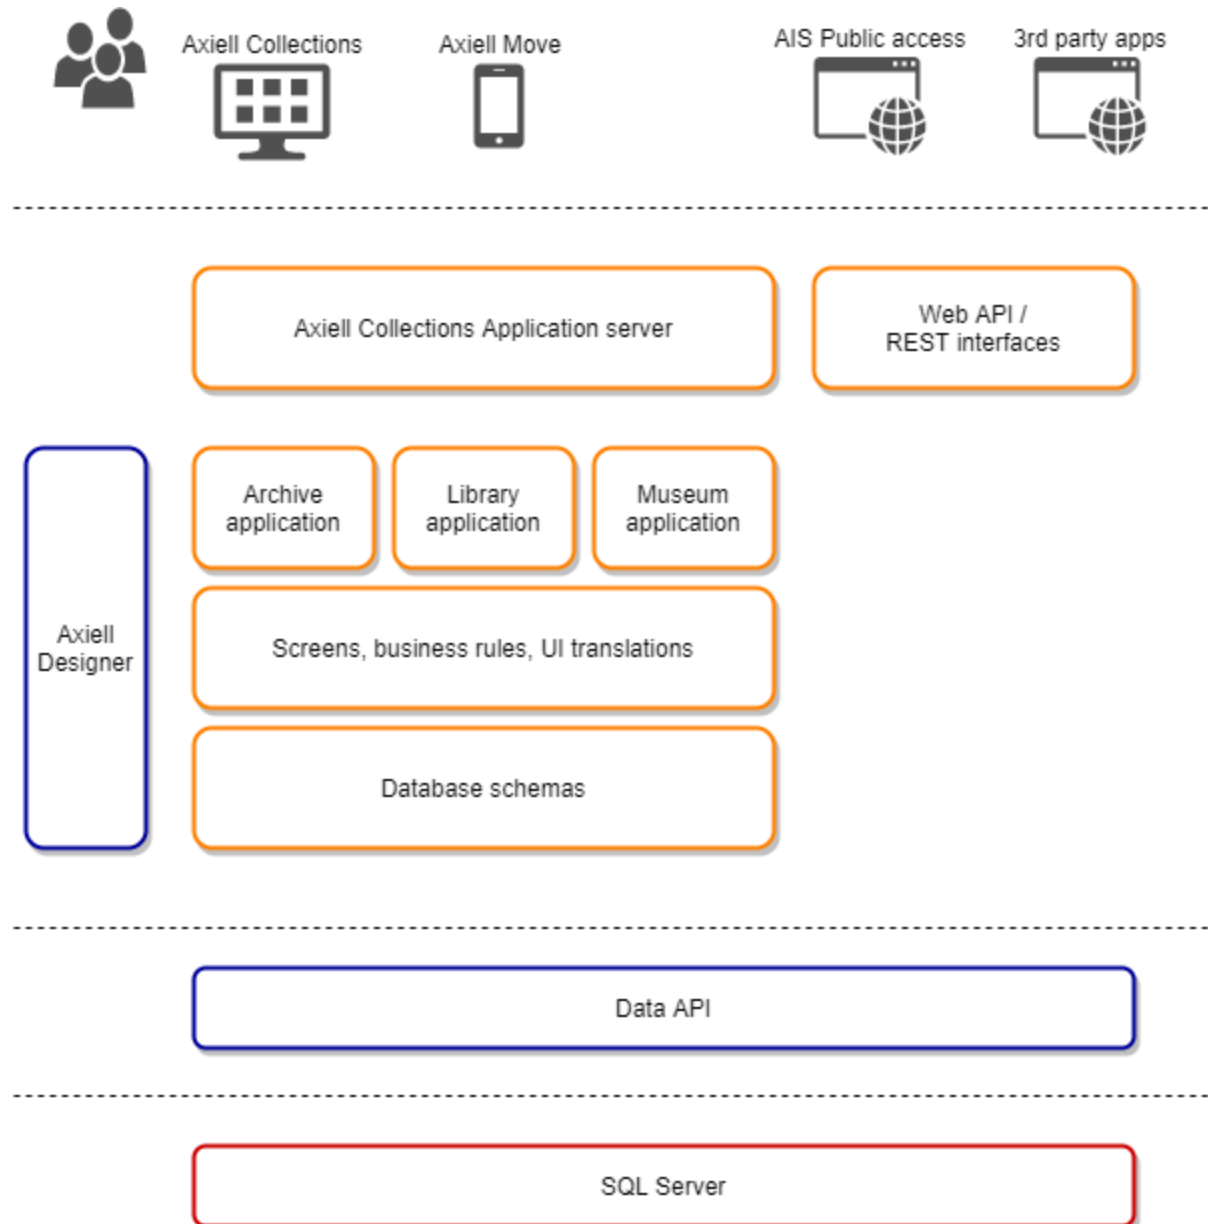 Axiell Collections
Axiell Move
AIS Public access
3rd party apps
Axiell Collections Application server
Web API /
REST interfaces
Archive
application
Library
application
Museum
application
Axiell
Designer
Screens, business rules, UI translations
Database schemas
Data API
SQL Server